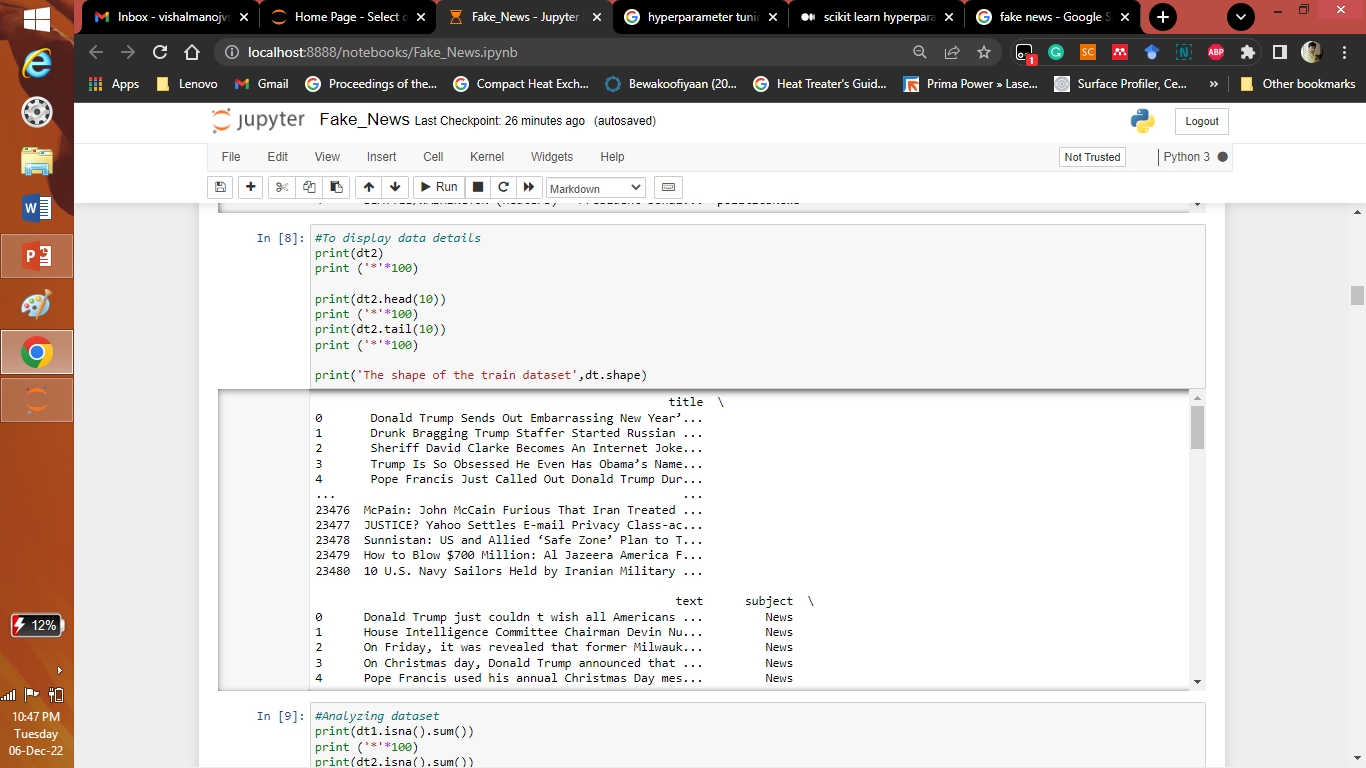 Inbox - vishalmanojvs
Home Page - Select o
Fake_News - Jupyter
hyperparameter tunin
scikit learn hyperpara
fake news - Google S
localhost:8888/notebooks/Fake_News.ipynb
1
SC
ABP
Apps
Lenovo
Gmail
Proceedings of the...
Compact Heat Exch...
Bewakoofiyaan (20...
Heat Treater's Guid...
Prima Power » Lase...
Surface Profiler, Ce...
»
Other bookmarks
jupyter Fake_News Last Checkpoint: 26 minutes ago (autosaved)
Logout
File Edit View Insert Cell Kernel Widgets Help
Not Trusted
Python 3
Run
Markdown
In [8]:
#To display data details
print(dt2)
print ('*'*100)
print(dt2.head(10))
print ('*'*100)
print(dt2.tail(10))
print ('*'*100)
print('The shape of the train dataset',dt.shape)
title \
0 Donald Trump Sends Out Embarrassing New Year’...
1 Drunk Bragging Trump Staffer Started Russian ...
2 Sheriff David Clarke Becomes An Internet Joke...
3 Trump Is So Obsessed He Even Has Obama’s Name...
4 Pope Francis Just Called Out Donald Trump Dur...
... ...
23476 McPain: John McCain Furious That Iran Treated ...
23477 JUSTICE? Yahoo Settles E-mail Privacy Class-ac...
23478 Sunnistan: US and Allied ‘Safe Zone’ Plan to T...
23479 How to Blow $700 Million: Al Jazeera America F...
23480 10 U.S. Navy Sailors Held by Iranian Military ...
text subject \
0 Donald Trump just couldn t wish all Americans ... News
1 House Intelligence Committee Chairman Devin Nu... News
2 On Friday, it was revealed that former Milwauk... News
3 On Christmas day, Donald Trump announced that ... News
4 Pope Francis used his annual Christmas Day mes... News
In [9]:
#Analyzing dataset
print(dt1.isna().sum())
print ('*'*100)
print(dt2.isna().sum())
12%
10:47 PM
Tuesday
06-Dec-22